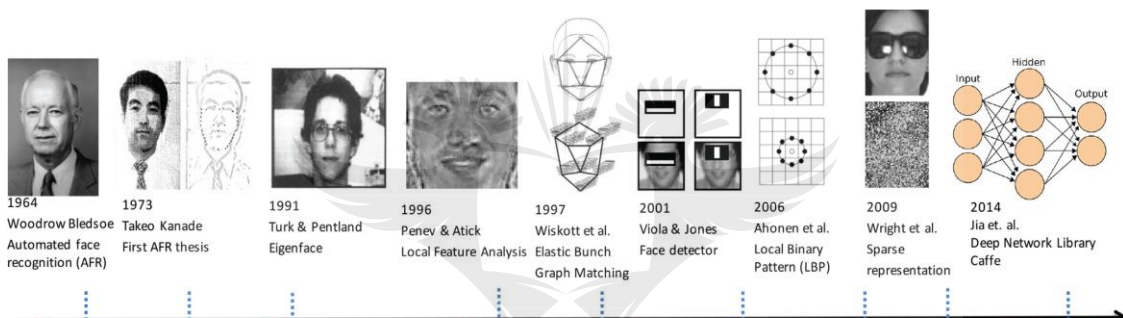 Hidden
Input
Output
1964
Woodrow Bledsoe
Automated face
recognition (AFR)
1973
Takeo Kanade
First AFR thesis
1991
Turk & Pentland
Eigenface
1996
Penev & Atick
Local Feature Analysis
1997
Wiskott et al.
Elastic Bunch
Graph Matching
2001
Viola & Jones
Face detector
2006
Ahonen et al.
Local Binary
Pattern (LBP)
2009
Wright et al.
Sparse
representation
2014
Jia et. al.
Deep Network Library
Caffe